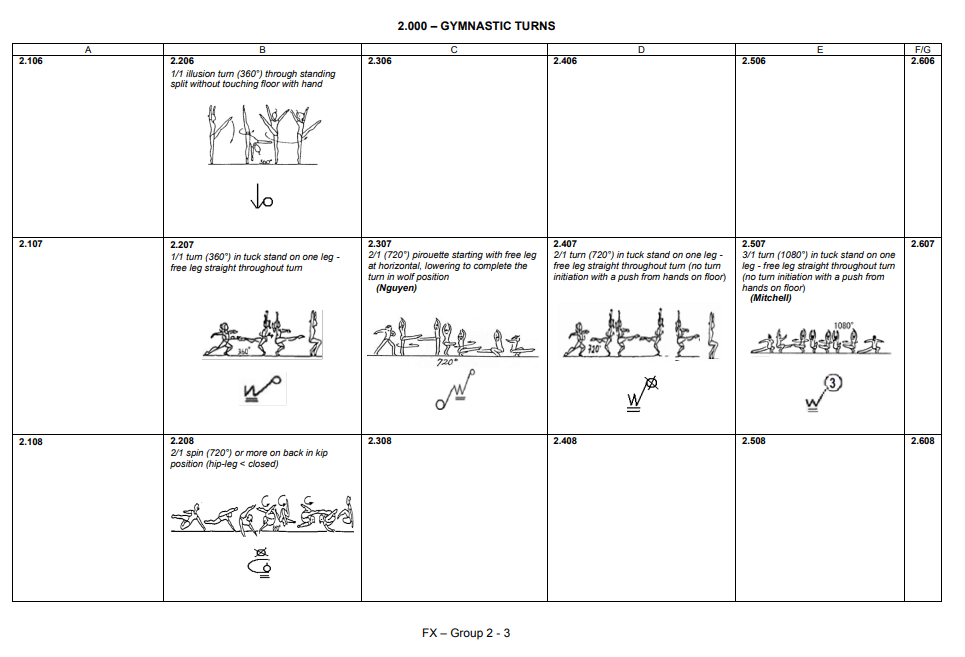 2.000 – GYMNASTIC TURNS
A
B
C
D
E
F/G
2.106
2.206
1/1 illusion turn (360°) through standing
split without touching floor with hand
360°
2.306
2.406
2.506
2.606
2.107
2.207
1/1 turn (360°) in tuck stand on one leg -
free leg straight throughout turn
360°
2.307
2/1 (720°) pirouette starting with free leg
at horizontal, lowering to complete the
turn in wolf position
(Nguyen)
720°
2.407
2/1 turn (720°) in tuck stand on one leg -
free leg straight throughout turn (no turn
initiation with a push from hands on floor)
720°
2.507
3/1 turn (1080°) in tuck stand on one
leg - free leg straight throughout turn
(no turn initiation with a push from
hands on floor)
(Mitchell)
1080°
3
2.607
2.108
2.208
2/1 spin (720°) or more on back in kip
position (hip-leg < closed)
2.308
2.408
2.508
2.608
FX – Group 2 - 3